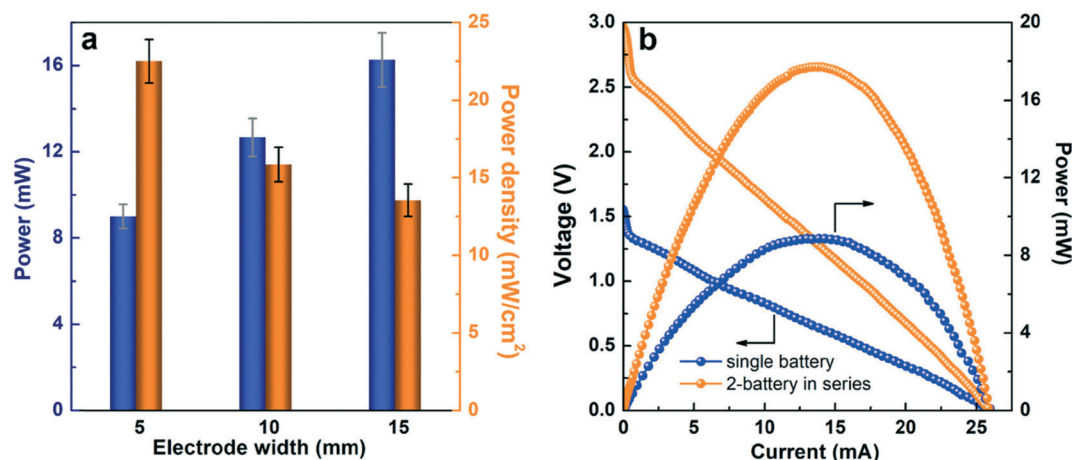 a
16
12
8
4
0
Power (mW)
25
20
15
10
5
0
Power density (mW/cm²)
5 10 15
Electrode width (mm)
b
3.0
2.5
2.0
1.5
1.0
0.5
0.0
Voltage (V)
20
16
12
8
4
0
Power (mW)
single battery
2-battery in series
0 5 10 15 20 25
Current (mA)